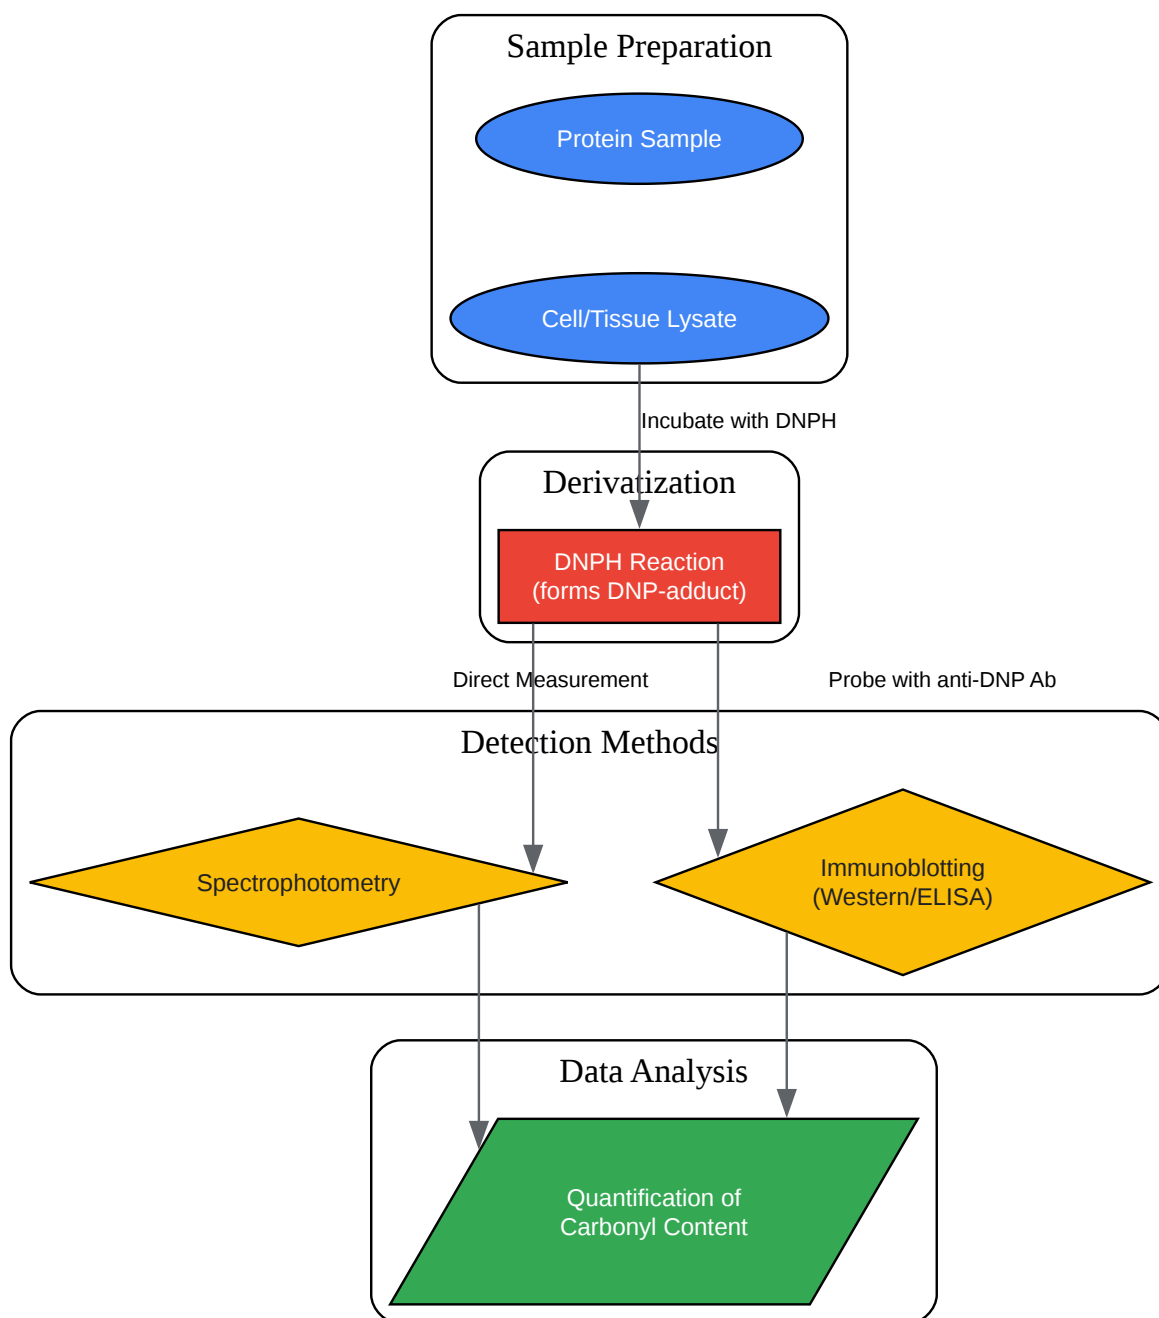 Sample Preparation
Protein Sample
Cell/Tissue Lysate
Incubate with DNPH
Derivatization
DNPH Reaction
(forms DNP-adduct)
Direct Measurement
Probe with anti-DNP Ab
Detection Methods
Spectrophotometry
Immunoblotting
(Western/ELISA)
Data Analysis
Quantification of
Carbonyl Content